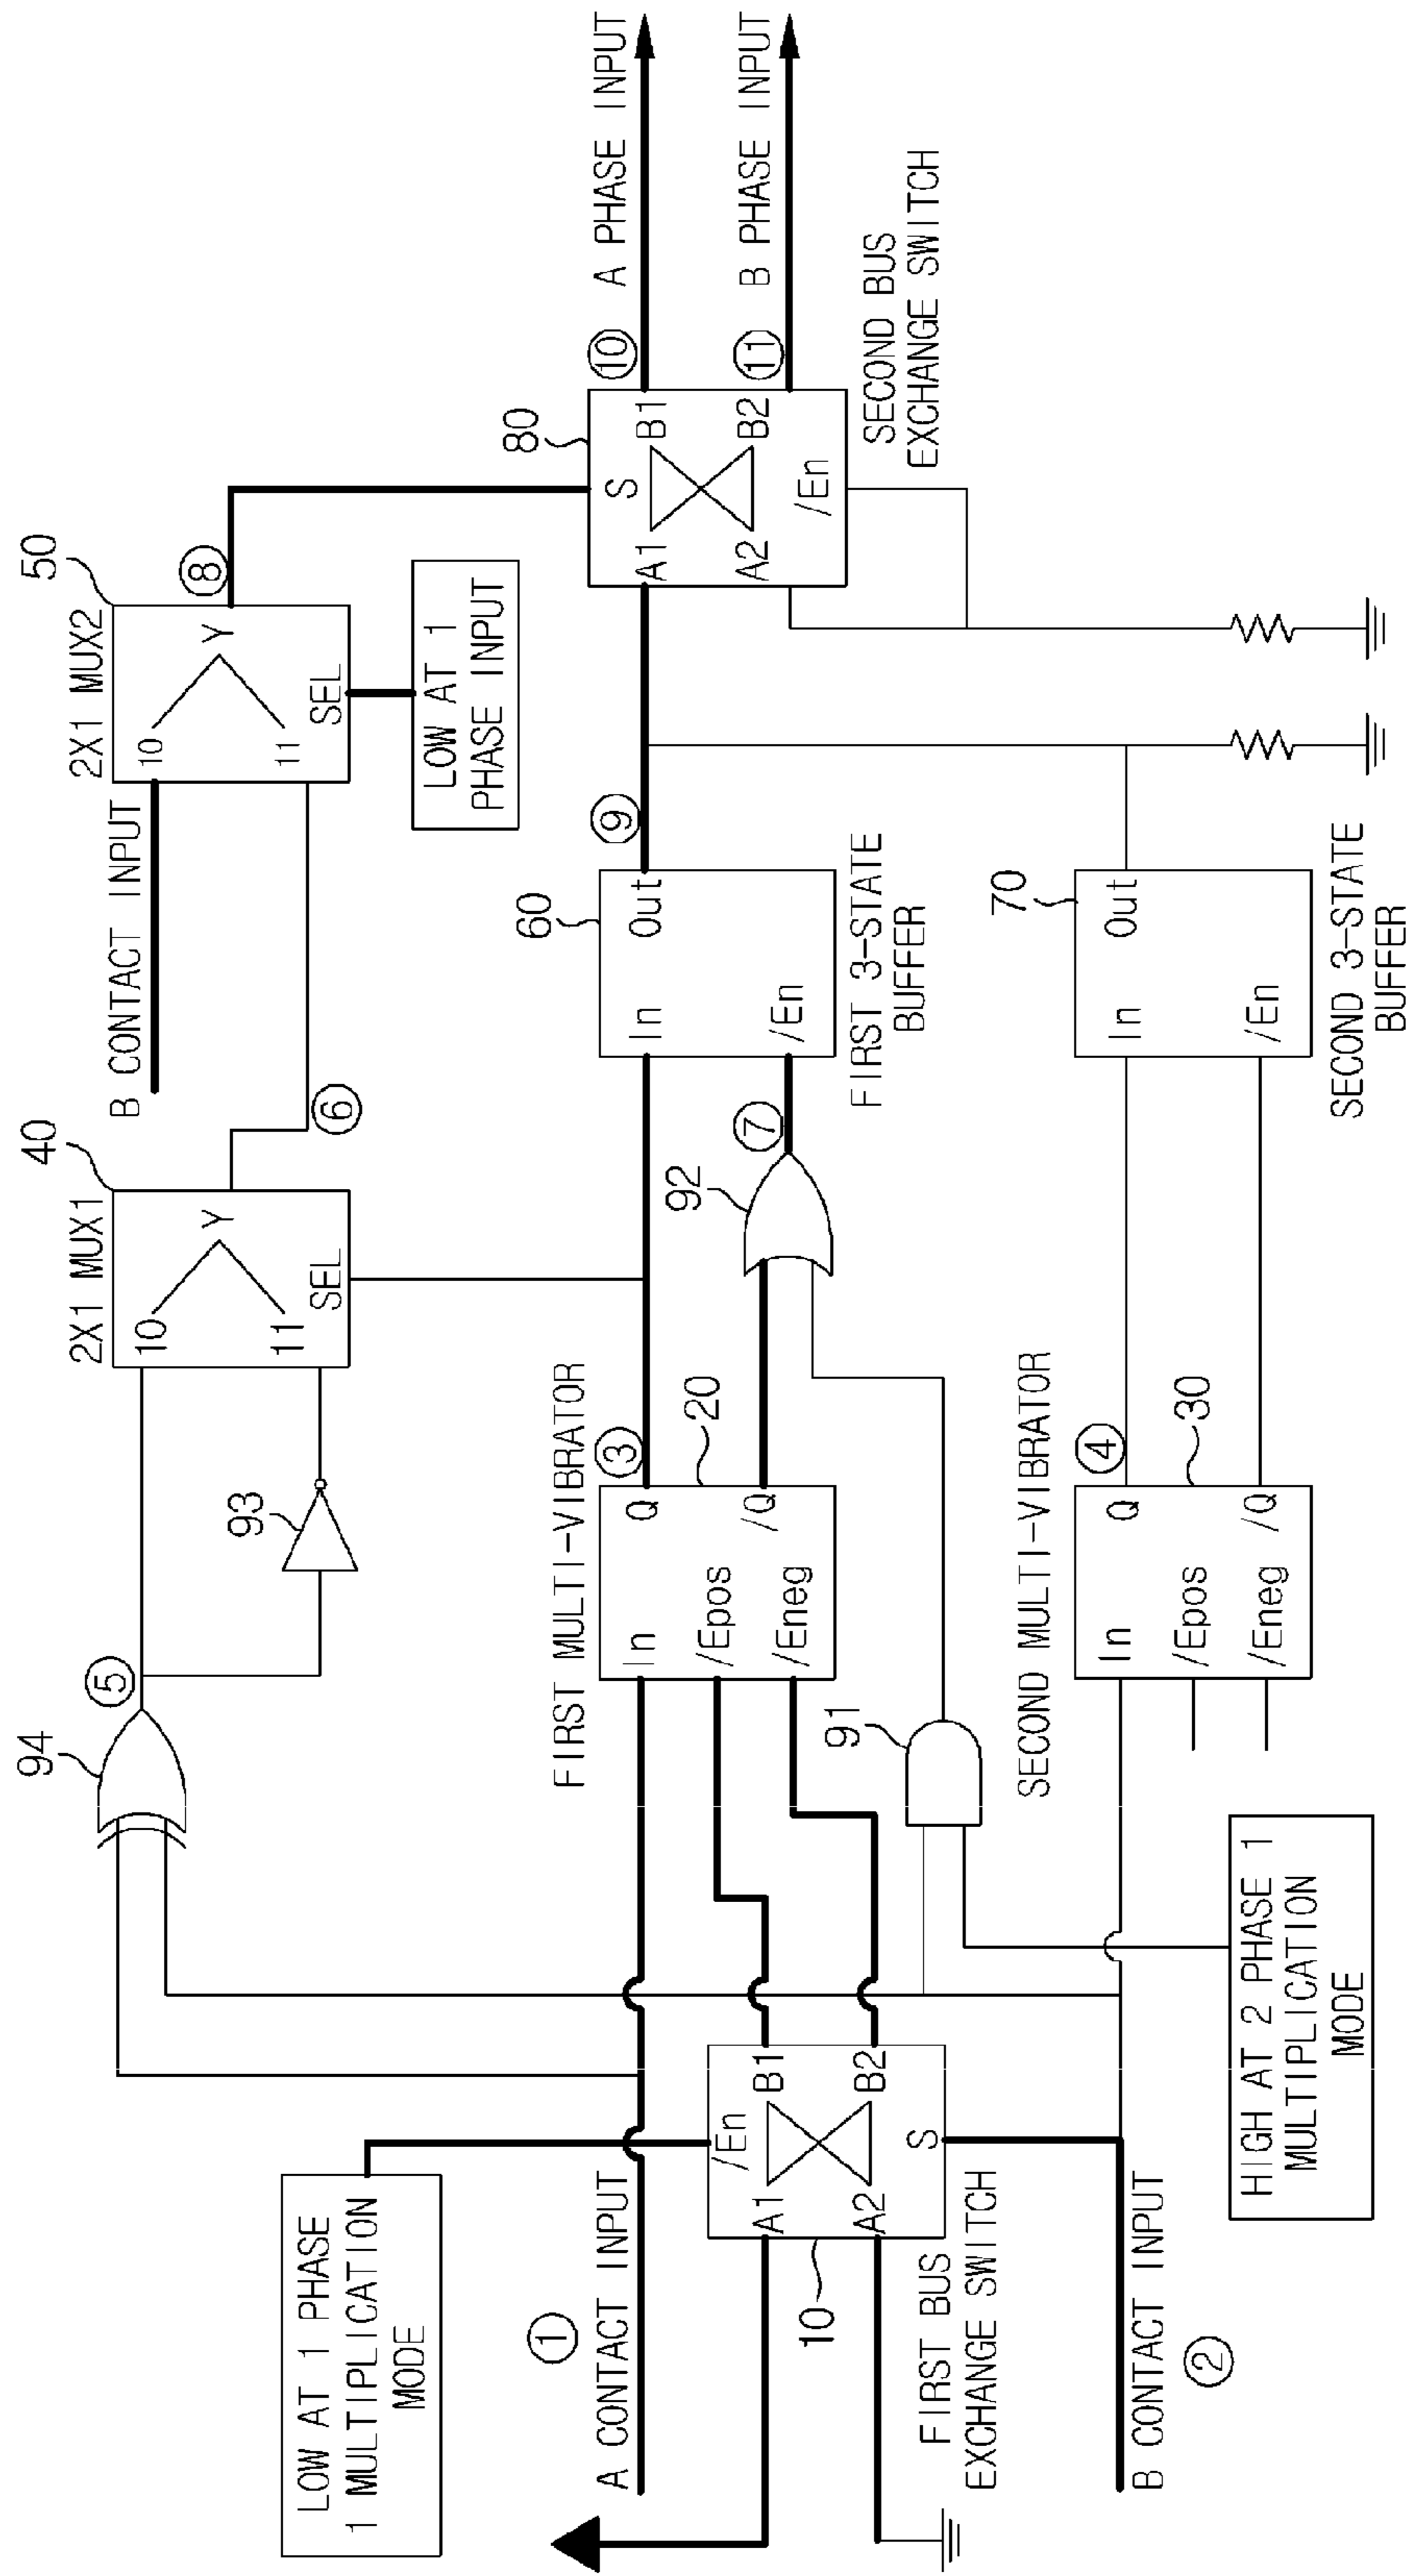 LOW AT 1 PHASE
1 MULTIPLICATION
MODE
① 
A CONTACT INPUT
A1
A2
/En
S
B1
B2
10
FIRST BUS
EXCHANGE SWITCH
B CONTACT INPUT
②
HIGH AT 2 PHASE 1
MULTIPLICATION
MODE
94
⑤
93
91
FIRST MULTI-VIBRATOR
In
/Epos
/Eneg
Q
/Q
20
③
SECOND MULTI-VIBRATOR
In
/Epos
/Eneg
Q
/Q
30
④
2X1 MUX1
40
10
11
Y
SEL
⑥
92
⑦
B CONTACT INPUT
2X1 MUX2
50
10
11
Y
SEL
⑧
LOW AT 1
PHASE INPUT
60
In
Out
/En
FIRST 3-STATE
BUFFER
⑨
70
In
Out
/En
SECOND 3-STATE
BUFFER
80
A1
A2
S
B1
B2
/En
SECOND BUS
EXCHANGE SWITCH
⑩
A PHASE INPUT
⑪
B PHASE INPUT